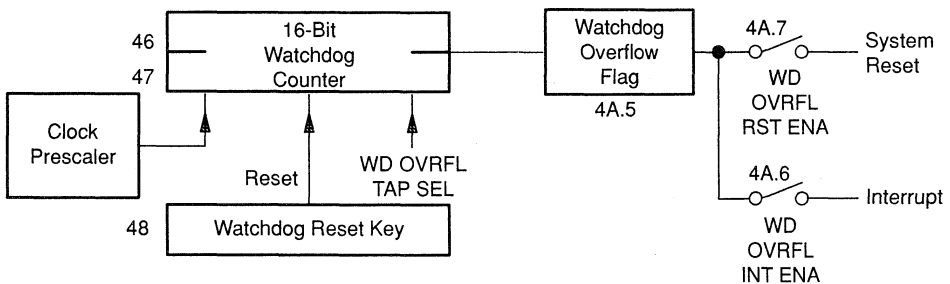 46
47
16-Bit
Watchdog
Counter
Watchdog
Overflow
Flag
4A.5
4A.7
WD
OVRFL
RST ENA
System
Reset
Clock
Prescaler
Reset
WD OVRFL
TAP SEL
4A.6
WD
OVRFL
INT ENA
Interrupt
48
Watchdog Reset Key